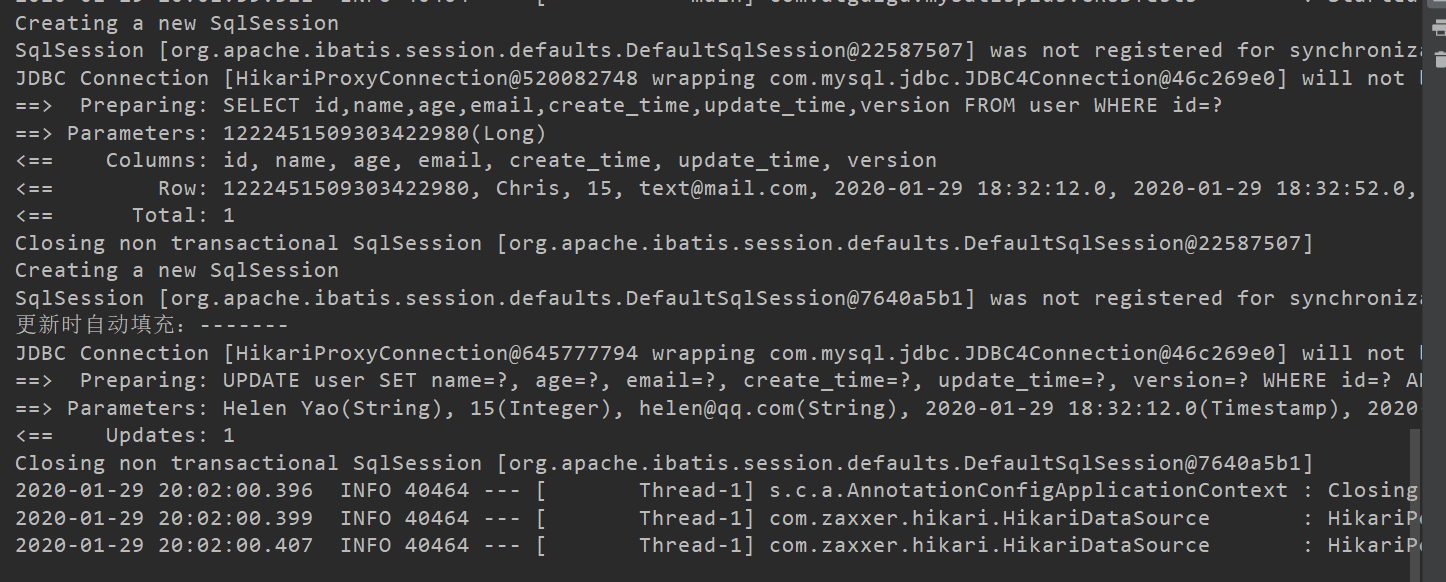 Creating a new SqlSession
SqlSession [org.apache.ibatis.session.defaults.DefaultSqlSession@22587507] was not registered for synchroniza
JDBC Connection [HikariProxyConnection@520082748 wrapping com.mysql.jdbc.JDBC4Connection@46c269e0] will not
==>  Preparing: SELECT id,name,age,email,create_time,update_time,version FROM user WHERE id=?
==> Parameters: 1222451509303422980(Long)
<==    Columns: id, name, age, email, create_time, update_time, version
<==        Row: 1222451509303422980, Chris, 15, text@mail.com, 2020-01-29 18:32:12.0, 2020-01-29 18:32:52.0,
<==      Total: 1
Closing non transactional SqlSession [org.apache.ibatis.session.defaults.DefaultSqlSession@22587507]
Creating a new SqlSession
SqlSession [org.apache.ibatis.session.defaults.DefaultSqlSession@7640a5b1] was not registered for synchroniza
更新时自动填充：-------
JDBC Connection [HikariProxyConnection@645777794 wrapping com.mysql.jdbc.JDBC4Connection@46c269e0] will not
==>  Preparing: UPDATE user SET name=?, age=?, email=?, create_time=?, update_time=?, version=? WHERE id=? A
==> Parameters: Helen Yao(String), 15(Integer), helen@qq.com(String), 2020-01-29 18:32:12.0(Timestamp), 2020
<==    Updates: 1
Closing non transactional SqlSession [org.apache.ibatis.session.defaults.DefaultSqlSession@7640a5b1]
2020-01-29 20:02:00.396  INFO 40464 --- [       Thread-1] s.c.a.AnnotationConfigApplicationContext : Closing
2020-01-29 20:02:00.399  INFO 40464 --- [       Thread-1] com.zaxxer.hikari.HikariDataSource       : HikariP
2020-01-29 20:02:00.407  INFO 40464 --- [       Thread-1] com.zaxxer.hikari.HikariDataSource       : HikariP